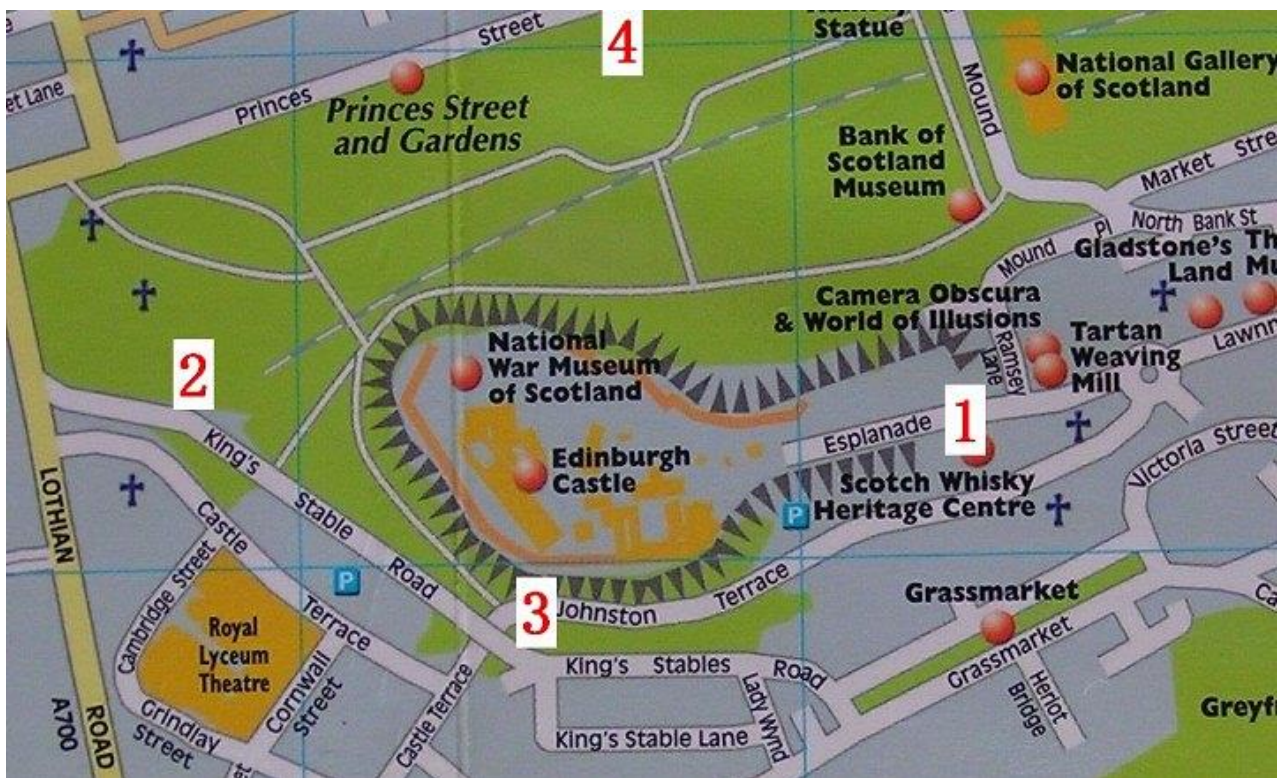 Street
4
Statue
et Lane
Princes
Princes Street
and Gardens
Mound
National Gallery
of Scotland
Bank of
Scotland
Museum
Market
Mound Pl
North Bank St
Gladstone's
Land
Camera Obscura
& World of Illusions
Ramsey
Lane
Tartan
Weaving
Mill
National
War Museum
of Scotland
2
1
Esplanade
Victoria Street
King's
Stable
Road
Edinburgh
Castle
Scotch Whisky
Heritage Centre
P
LOTHIAN
ROAD
A700
Castle
Terrace
Cambridge Street
P
Royal
Lyceum
Theatre
3
Johnston
Terrace
Grassmarket
Grassmarket
King's Stables
Road
Lady Wynd
Heriot
Bridge
Cornwall
Street
Castle Terrace
Grindlay
Street
King's Stable Lane